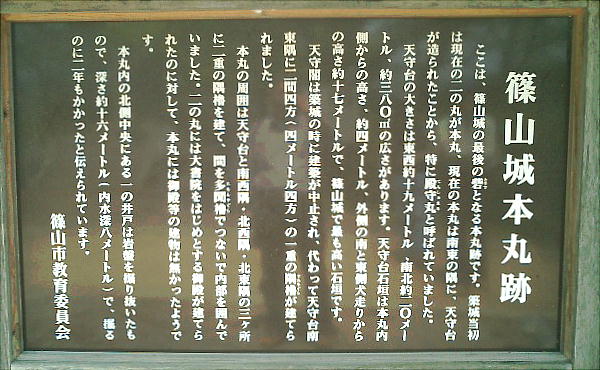 篠山城本丸跡
ここは、篠山城の最後の砦となる本丸跡です。築城当初
は現在の二の丸が本丸、現在の本丸は南東の隅に、天守台
が造られたことから、特に殿守丸と呼ばれていました。
天守台の大きさは東西約十九メートル・南北約二〇メー
トル、約三八〇㎡の広さがあります。天守台石垣は本丸内
側からの高さ、約四メートル、外側の南と東側犬走りから
の高さ約十七メートルで、篠山城で最も高い石垣です。
天守閣は築城の時に建築が中止され、代わって天守台南
東隅に二間四方(四メートル四方)の一重の隅櫓が建てら
れました。
本丸の周囲は天守台と南西隅・北西隅・北東隅の三ヶ所
に二重の隅櫓を建て、間を多聞櫓でつないで内部を囲んで
いました。二の丸には大書院をはじめとする御殿が建てら
れたのに対して、本丸には御殿等の建物は無かったようで
す。
本丸内の北側中央にある一の井戸は岩盤を掘り抜いたも
ので、深さ約十六メートル(内水深八メートル)で、掘る
のに二年もかかったと伝えられています。
篠山市教育委員会